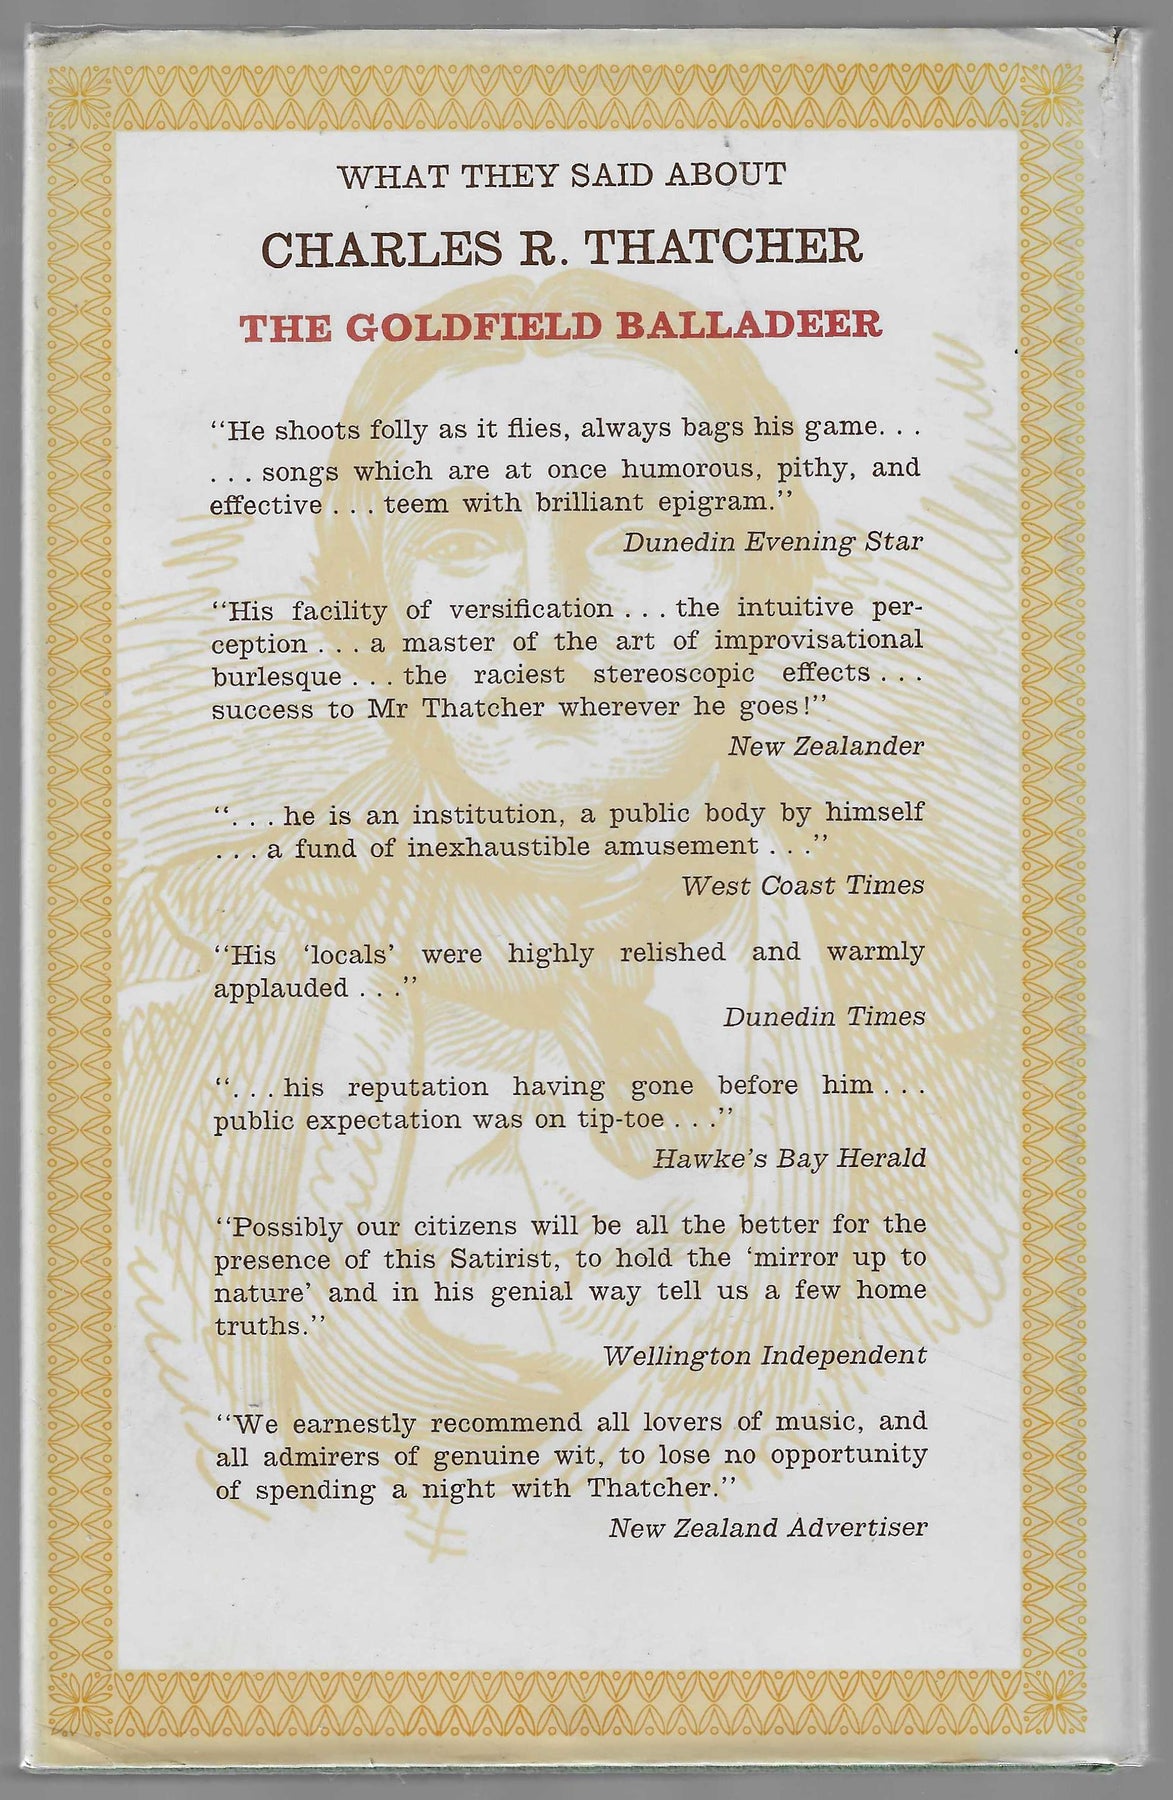 WHAT THEY SAID ABOUT
CHARLES R. THATCHER
THE GOLDFIELD BALLADEER
“He shoots folly as it flies, always bags his game. . .
. . . songs which are at once humorous, pithy, and
effective . . . teem with brilliant epigram.”
Dunedin Evening Star
“His facility of versification . . . the intuitive per-
ception . . . a master of the art of improvisational
burlesque . . . the raciest stereoscopic effects . . .
success to Mr Thatcher wherever he goes!”
New Zealander
“. . . he is an institution, a public body by himself
. . . a fund of inexhaustible amusement . . .”
West Coast Times
“His ‘locals’ were highly relished and warmly
applauded . . .”
Dunedin Times
“. . . his reputation having gone before him . . .
public expectation was on tip-toe . . .”
Hawke’s Bay Herald
“Possibly our citizens will be all the better for the
presence of this Satirist, to hold the ‘mirror up to
nature’ and in his genial way tell us a few home
truths.”
Wellington Independent
“We earnestly recommend all lovers of music, and
all admirers of genuine wit, to lose no opportunity
of spending a night with Thatcher.”
New Zealand Advertiser